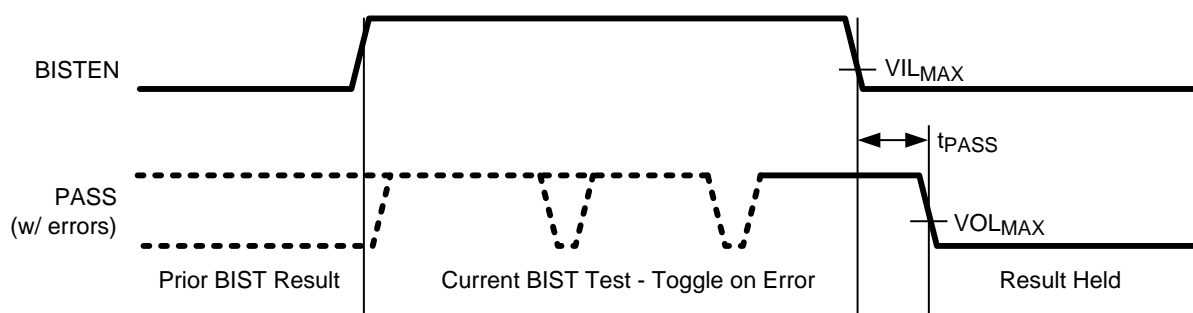 BISTEN
VILMAX
tPASS
PASS
(w/ errors)
VOLMAX
Prior BIST Result
Current BIST Test - Toggle on Error
Result Held